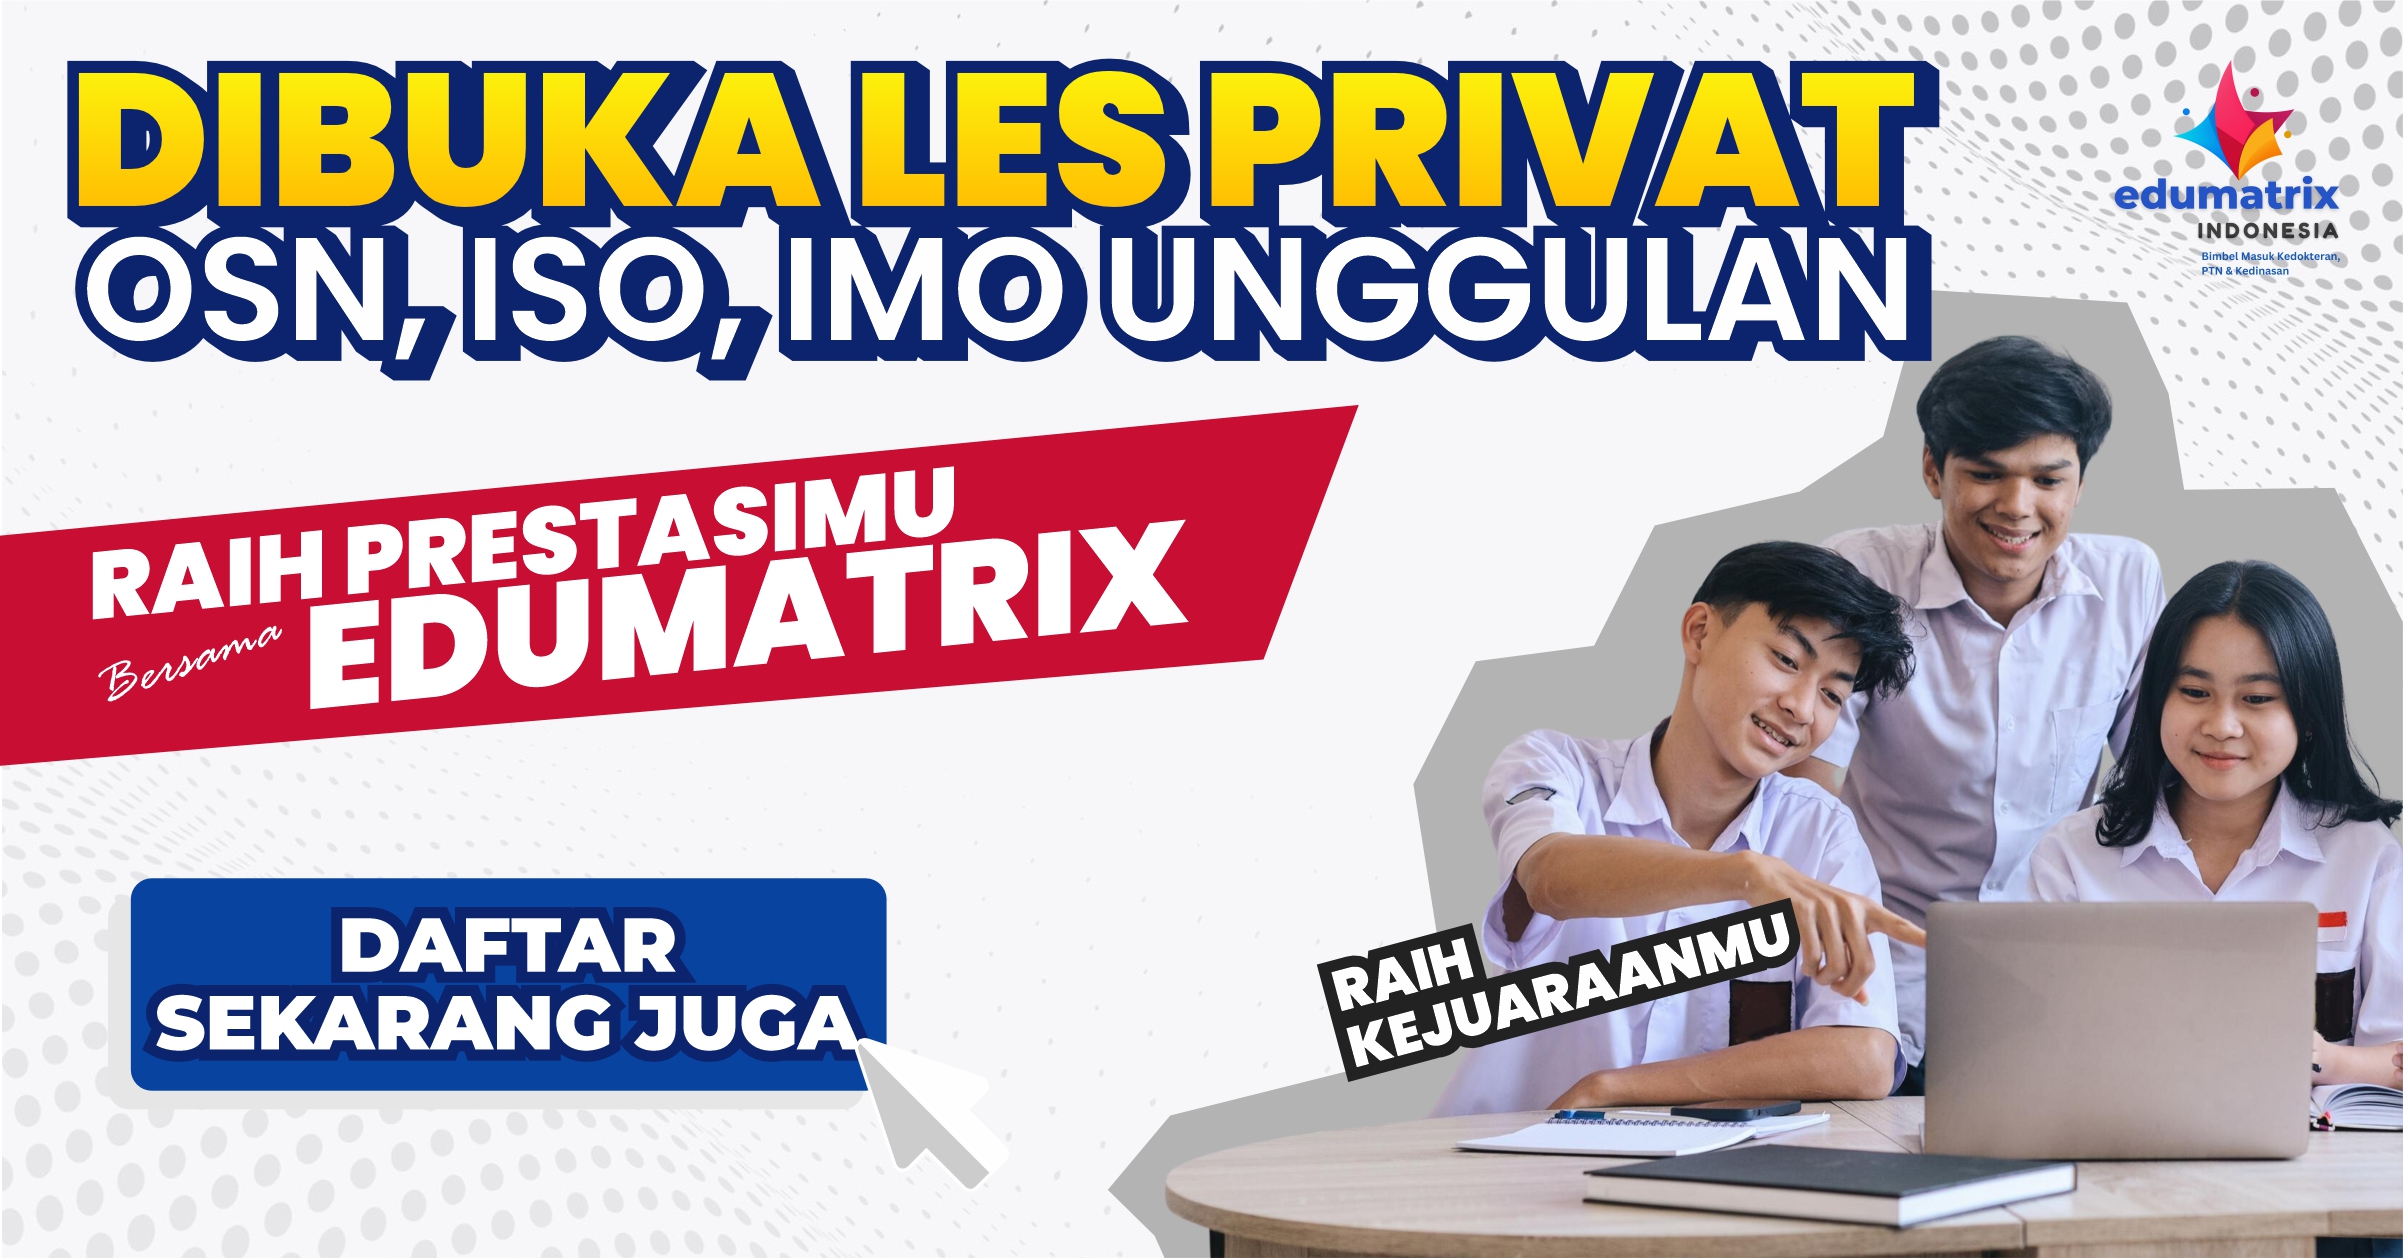 DIBUKA LES PRIVAT
OSN, ISO, IMO UNGGULAN
edumatrix
INDONESIA
Bimbel Masuk Kedokteran,
PTN & Kedinasan
RAIH PRESTASIMU
Bersama EDUMATRIX
DAFTAR
SEKARANG JUGA
RAIH
KEJUARAANMU